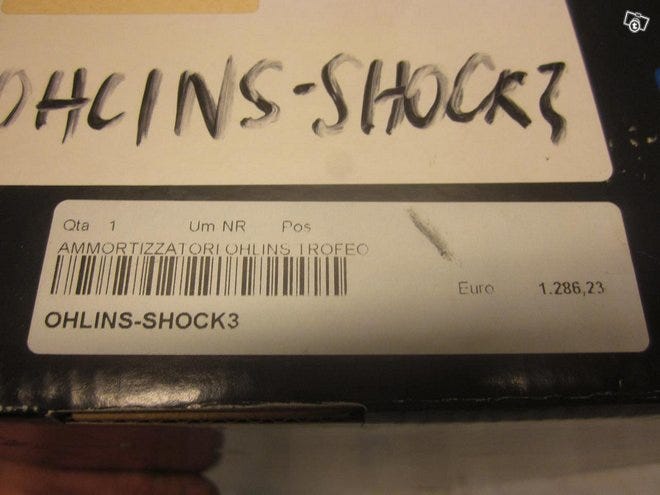 OHLINS-SHOCK3
Qta 1 Um NR Pos
AMMORTIZZATORI OHLINS TROFEO
Euro 1.286,23
OHLINS-SHOCK3